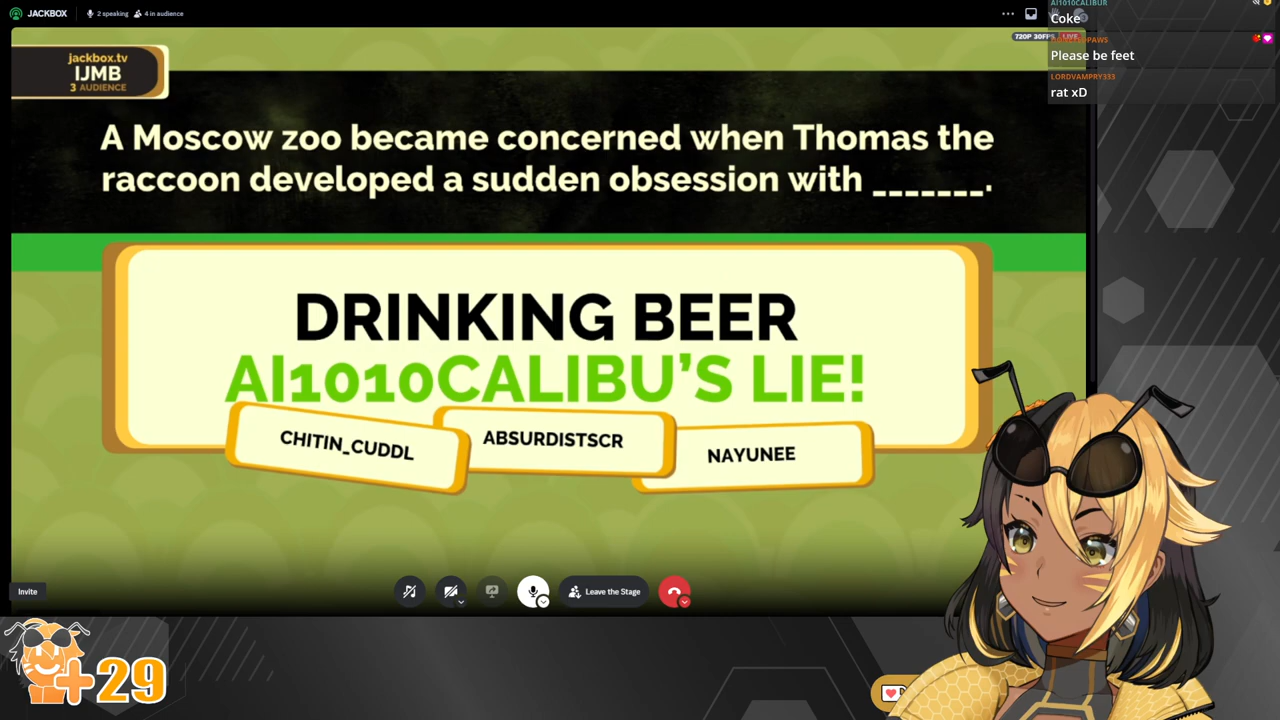 JACKBOX
2 speaking
4 in audience
720P 30FPS LIVE
jackbox.tv
IJMB
3 AUDIENCE
A Moscow zoo became concerned when Thomas the
raccoon developed a sudden obsession with _______.
DRINKING BEER
AI1010CALIBU'S LIE!
CHITIN_CUDDL
ABSURDISTSCR
NAYUNEE
Invite
Leave the Stage
AI1010CALIBUR
Coke
Please be feet
LORDVAMPRY333
rat xD
+29